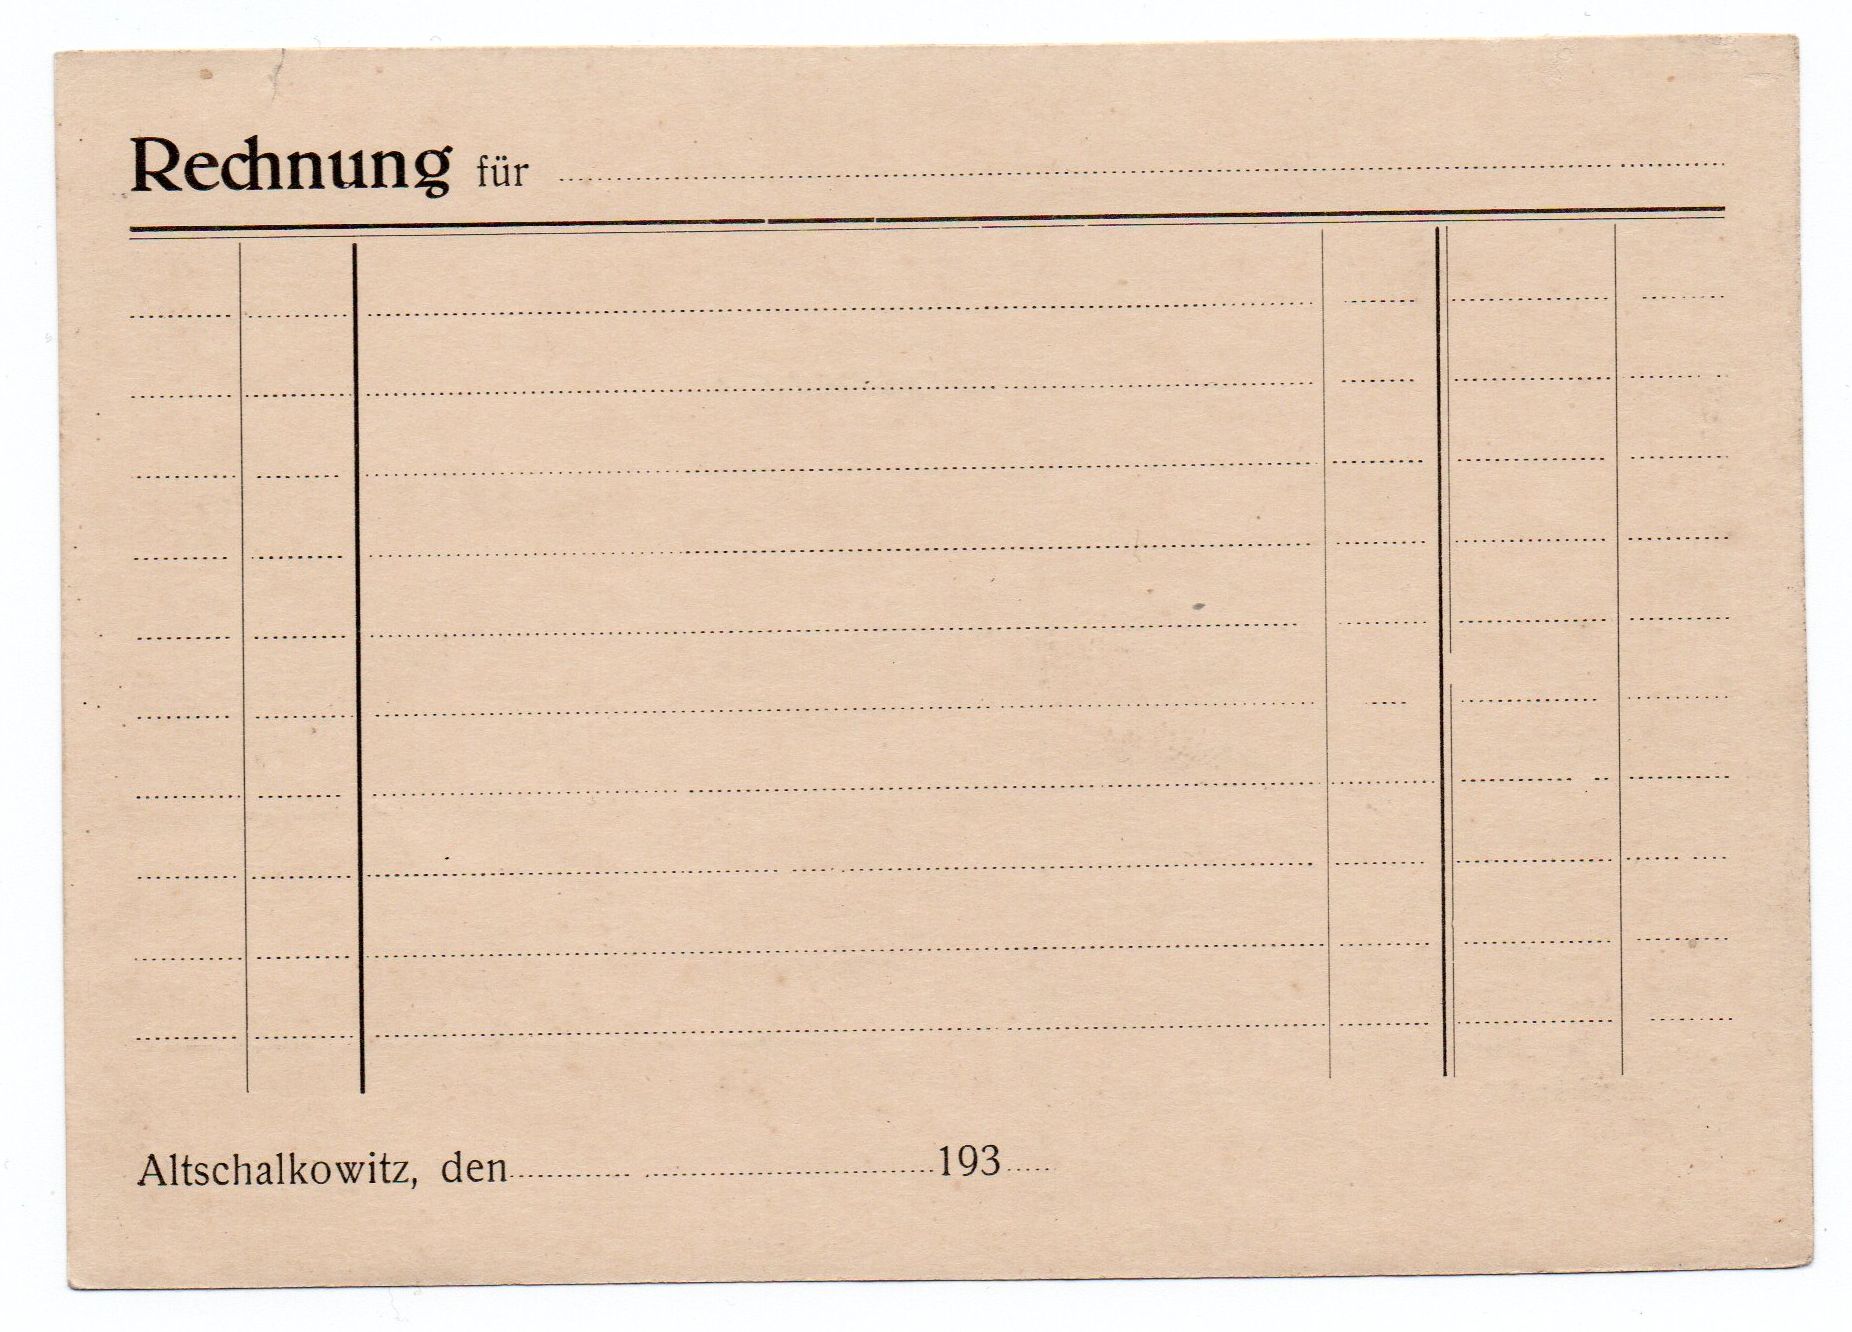 Rechnung für
Altschalkowitz, den 193